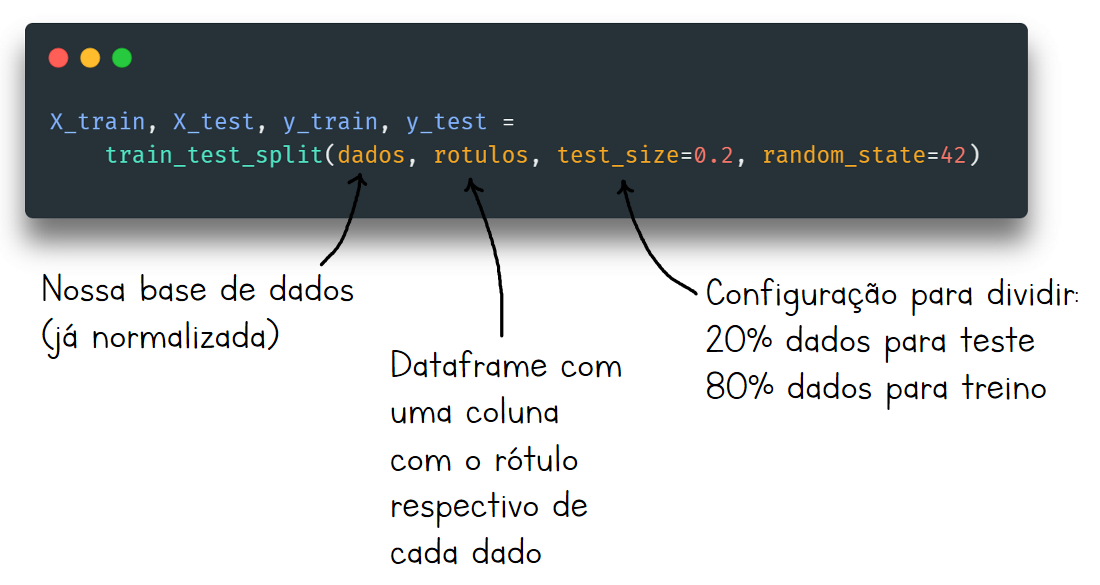 X_train, X_test, y_train, y_test =
train_test_split(dados, rotulos, test_size=0.2, random_state=42)
Nossa base de dados
(já normalizada)
Dataframe com
uma coluna
com o rótulo
respectivo de
cada dado
Configuração para dividir:
20% dados para teste
80% dados para treino